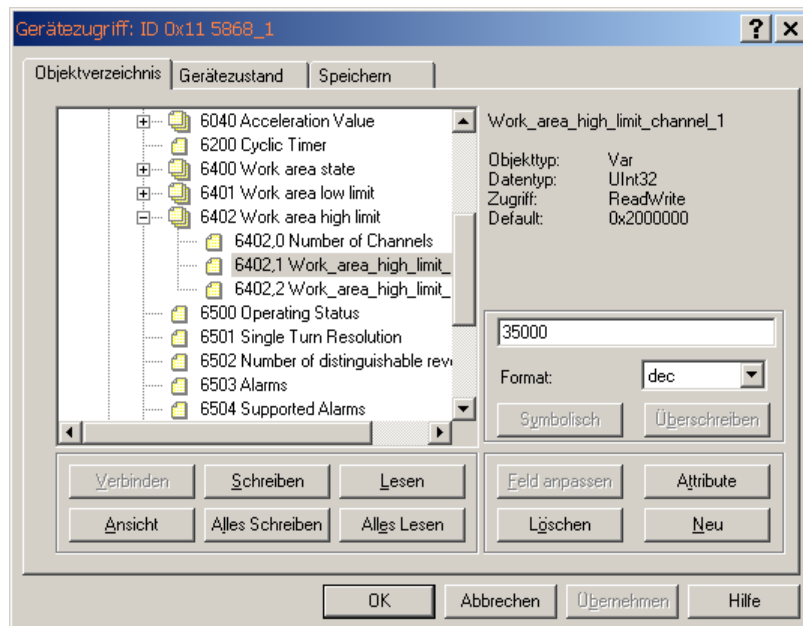 Gerätezugriff: ID 0x11 5868_1
Objektverzeichnis
Gerätezustand
Speichern
6040 Acceleration Value
6200 Cyclic Timer
6400 Work area state
6401 Work area low limit
6402 Work area high limit
6402,0 Number of Channels
6402,1 Work_area_high_limit_
6402,2 Work_area_high_limit_
6500 Operating Status
6501 Single Turn Resolution
6502 Number of distinguishable reve
6503 Alarms
6504 Supported Alarms
Work_area_high_limit_channel_1
Objekttyp: Var
Datentyp: UInt32
Zugriff: ReadWrite
Default: 0x2000000
35000
Format: dec
Symbolisch
Überschreiben
Verbinden
Schreiben
Lesen
Ansicht
Alles Schreiben
Alles Lesen
Feld anpassen
Attribute
Löschen
Neu
OK
Abbrechen
Übernehmen
Hilfe